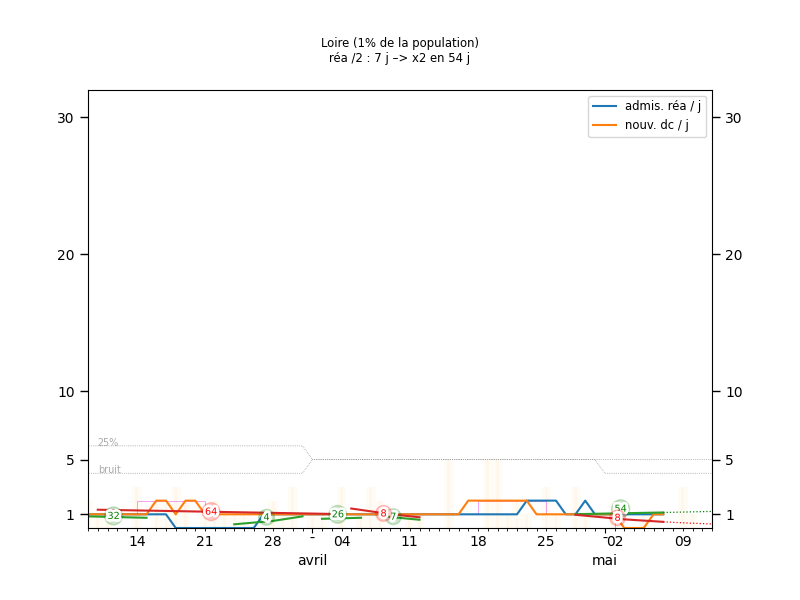 Loire (1% de la population)
réa /2 : 7 j –> x2 en 54 j
admis. réa / j
nouv. dc / j
30 30
20 20
10 10
25%
5 5
bruit
54
32 64 4 26 8 7 8
1 1
14 21 28 - 04 11 18 25 - 02 09
avril mai